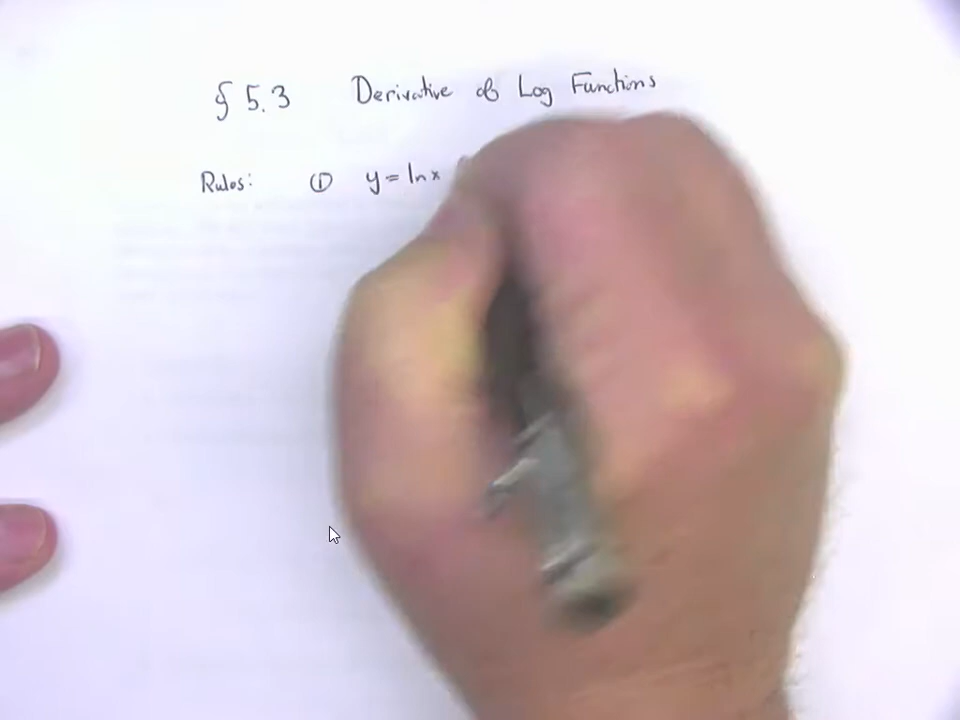 § 5.3 Derivative of Log Functions
Rules: ① y = ln x